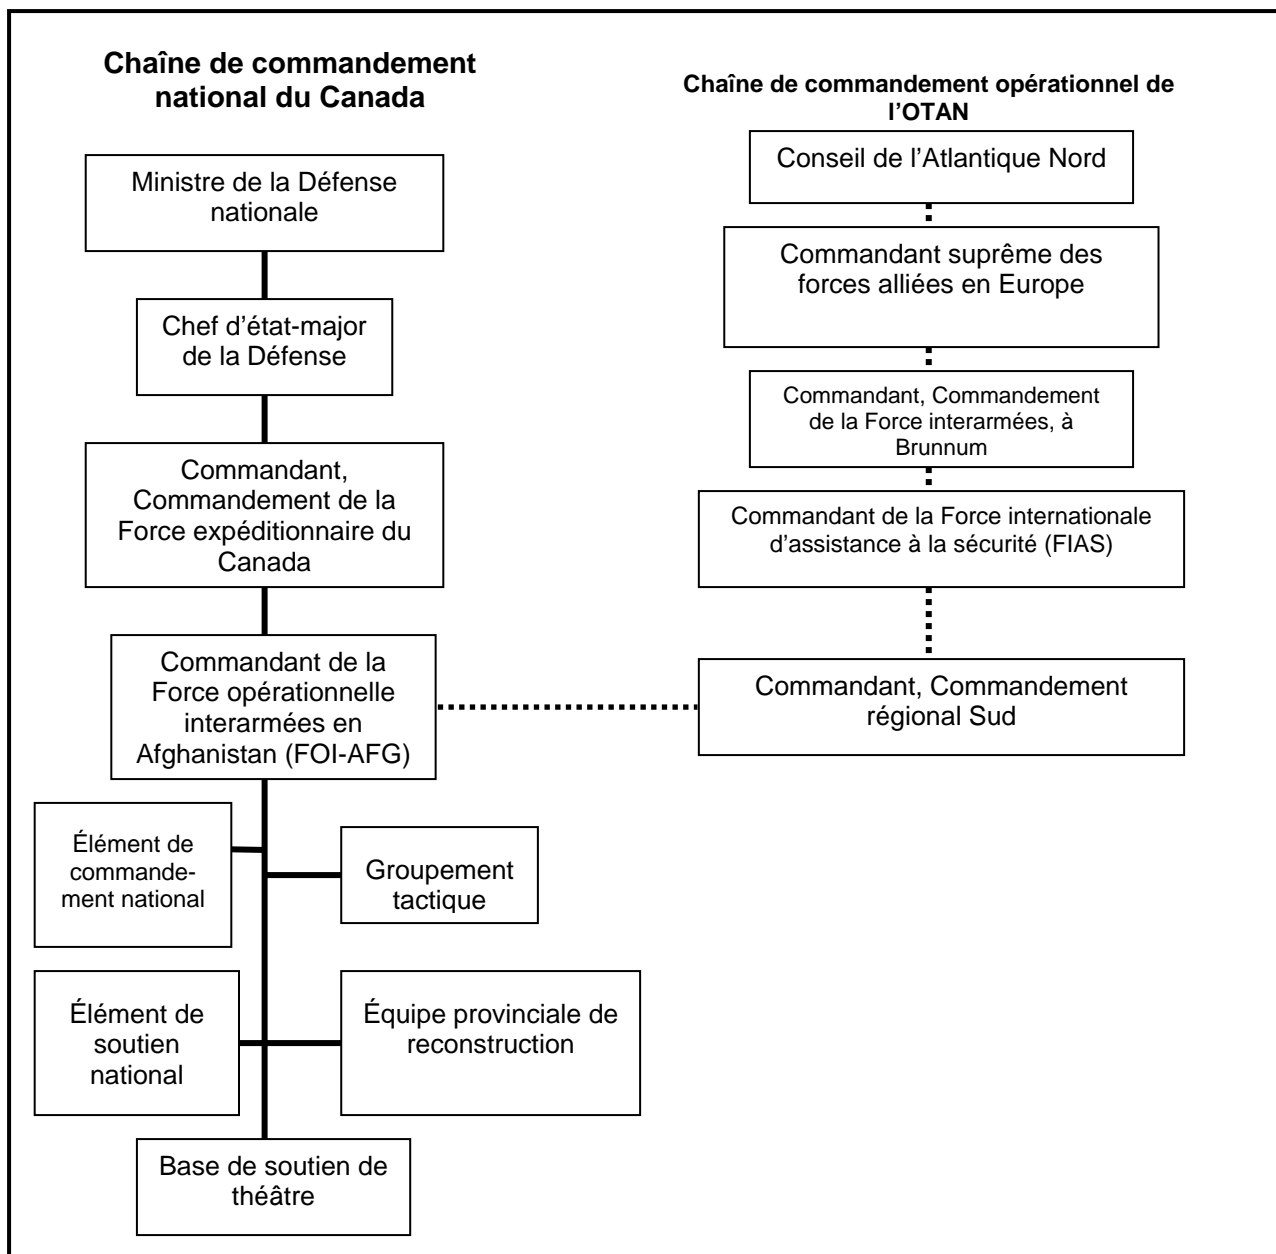 Chaîne de commandement
national du Canada
Ministre de la Défense
nationale
Chef d’état-major
de la Défense
Commandant,
Commandement de la
Force expéditionnaire du
Canada
Commandant de la
Force opérationnelle
interarmées en
Afghanistan (FOI-AFG)
Élément de
commande-
ment national
Groupement
tactique
Élément de
soutien
national
Équipe provinciale de
reconstruction
Base de soutien de
théâtre
Chaîne de commandement opérationnel de
l’OTAN
Conseil de l’Atlantique Nord
Commandant suprême des
forces alliées en Europe
Commandant, Commandement
de la Force interarmées, à
Brunnum
Commandant de la Force internationale
d’assistance à la sécurité (FIAS)
Commandant, Commandement
régional Sud